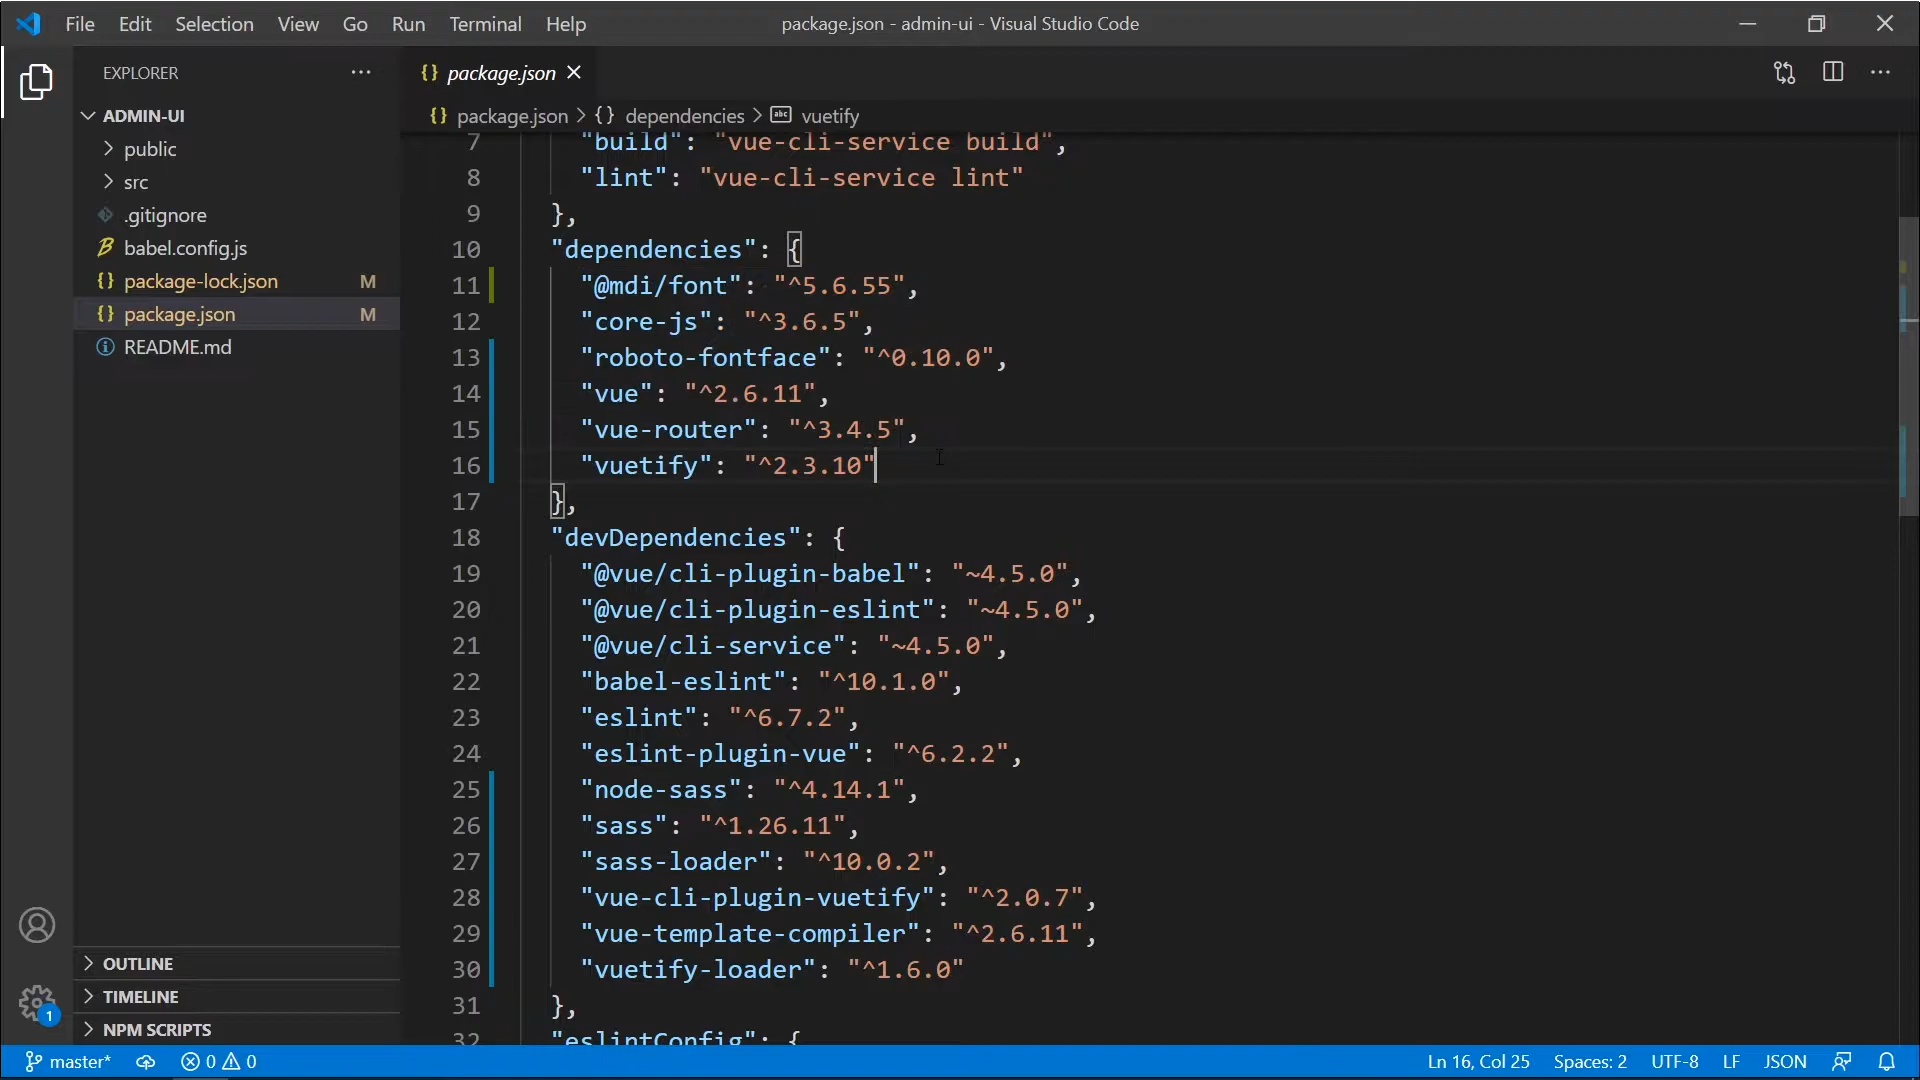 File Edit Selection View Go Run Terminal Help
package.json - admin-ui - Visual Studio Code
EXPLORER
ADMIN-UI
public
src
.gitignore
babel.config.js
package-lock.json M
package.json M
README.md
OUTLINE
TIMELINE
NPM SCRIPTS
1
{} package.json
{} package.json > {} dependencies > abc vuetify
7 "build": "vue-cli-service build",
8 "lint": "vue-cli-service lint"
9 },
10 "dependencies": {
11 "@mdi/font": "^5.6.55",
12 "core-js": "^3.6.5",
13 "roboto-fontface": "^0.10.0",
14 "vue": "^2.6.11",
15 "vue-router": "^3.4.5",
16 "vuetify": "^2.3.10"
17 },
18 "devDependencies": {
19 "@vue/cli-plugin-babel": "~4.5.0",
20 "@vue/cli-plugin-eslint": "~4.5.0",
21 "@vue/cli-service": "~4.5.0",
22 "babel-eslint": "^10.1.0",
23 "eslint": "^6.7.2",
24 "eslint-plugin-vue": "^6.2.2",
25 "node-sass": "^4.14.1",
26 "sass": "^1.26.11",
27 "sass-loader": "^10.0.2",
28 "vue-cli-plugin-vuetify": "^2.0.7",
29 "vue-template-compiler": "^2.6.11",
30 "vuetify-loader": "^1.6.0"
31 },
32 "eslintConfig": {
master* 0 0 Ln 16, Col 25 Spaces: 2 UTF-8 LF JSON